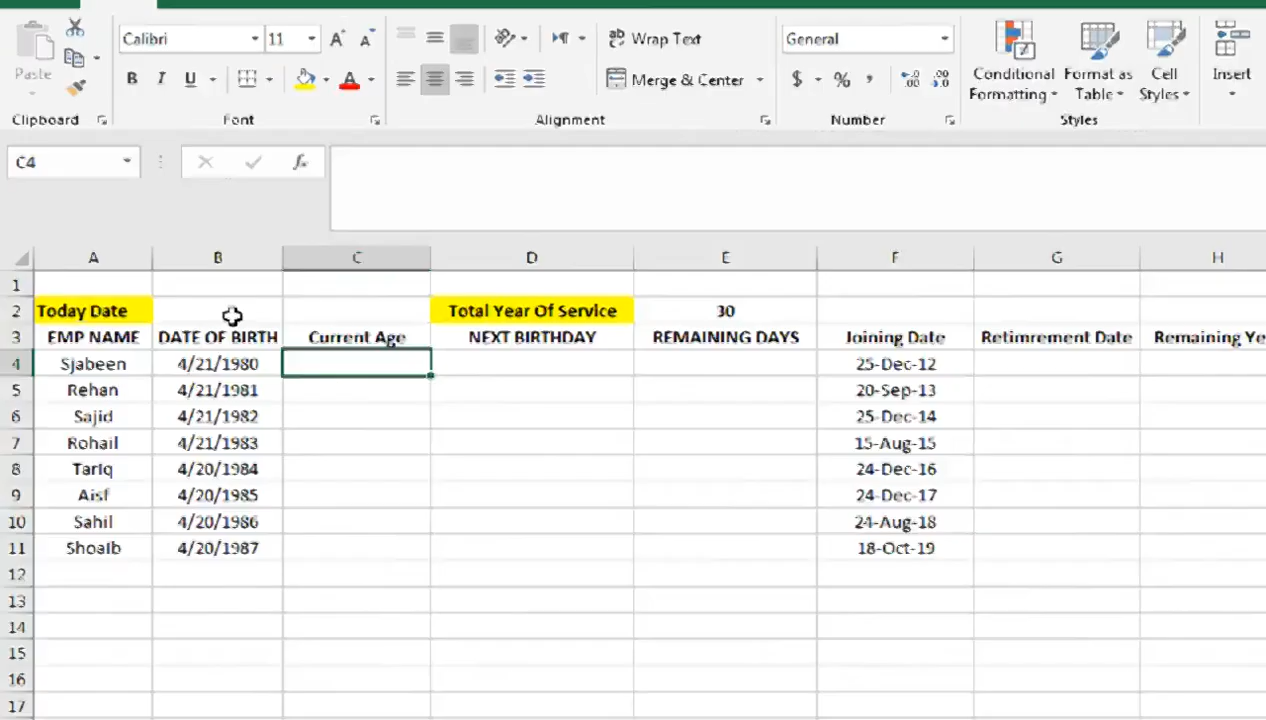 Calibri 11 A A ab Wrap Text General
Paste B I U A Merge & Center $ % , .00 .00 Conditional Formatting Format as Table Cell Styles Insert
Clipboard Font Alignment Number Styles
C4 fx
A B C D E F G H
1
2 Today Date Total Year Of Service 30
3 EMP NAME DATE OF BIRTH Current Age NEXT BIRTHDAY REMAINING DAYS Joining Date Retimrement Date Remaining Ye
4 Sjabeen 4/21/1980 25-Dec-12
5 Rehan 4/21/1981 20-Sep-13
6 Sajid 4/21/1982 25-Dec-14
7 Rohail 4/21/1983 15-Aug-15
8 Tariq 4/20/1984 24-Dec-16
9 Aisf 4/20/1985 24-Dec-17
10 Sahil 4/20/1986 24-Aug-18
11 Shoaib 4/20/1987 18-Oct-19
12
13
14
15
16
17